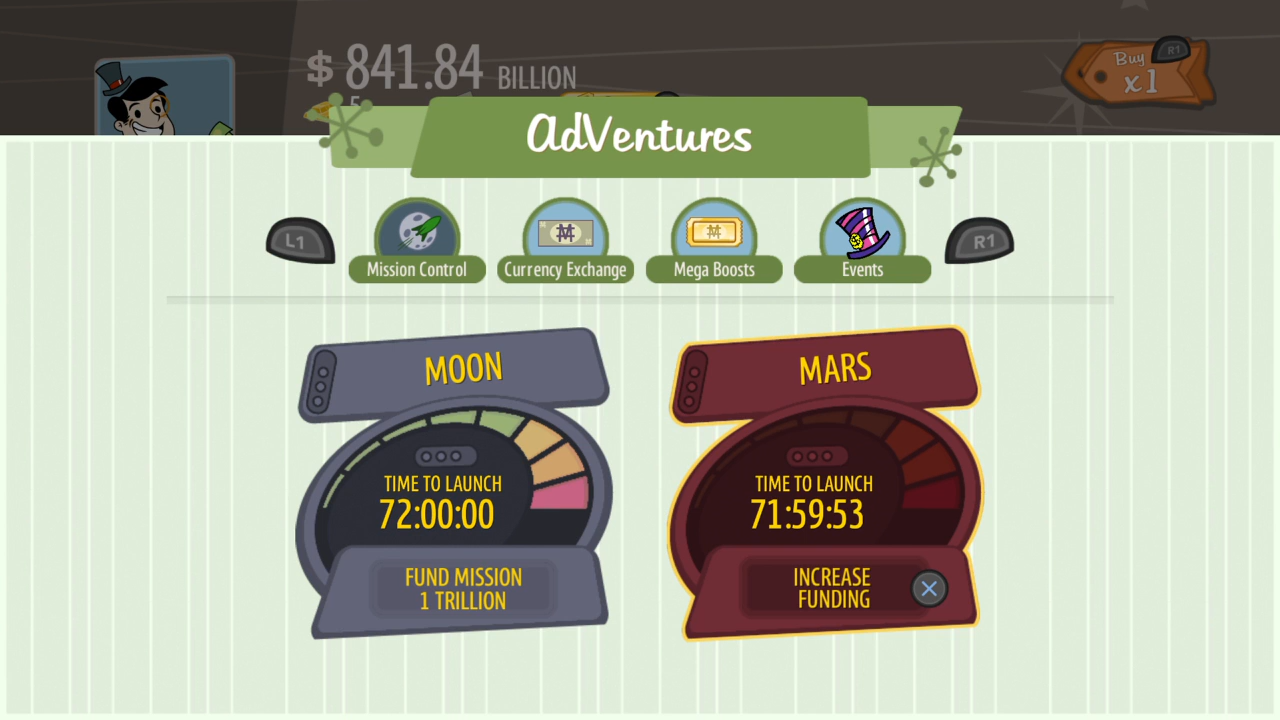 $ 841.84 BILLION
5
Buy R1
x1
AdVentures
L1
Mission Control
Currency Exchange
Mega Boosts
Events
R1
MOON
TIME TO LAUNCH
72:00:00
FUND MISSION
1 TRILLION
MARS
TIME TO LAUNCH
71:59:53
INCREASE
FUNDING